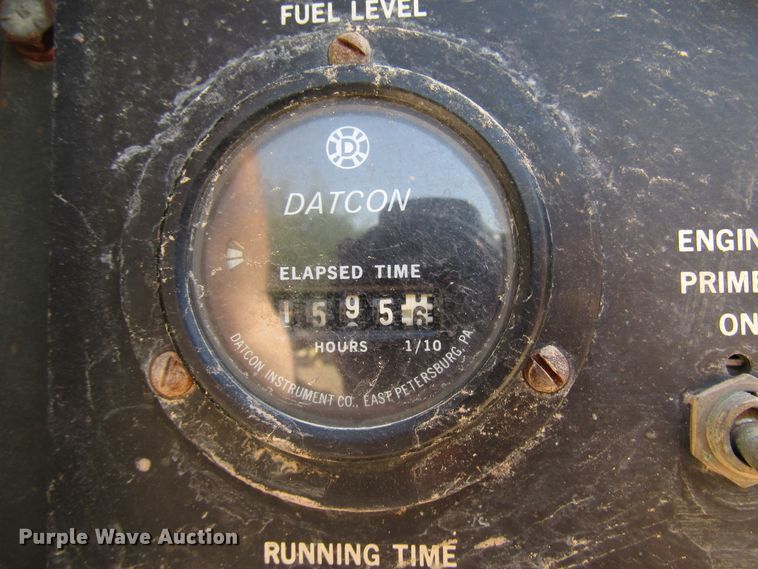 FUEL LEVEL
D
DATCON
ELAPSED TIME
1595
HOURS 1/10
DATCON INSTRUMENT CO., EAST PETERSBURG, PA.
ENGIN
PRIME
ON
RUNNING TIME
Purple Wave Auction